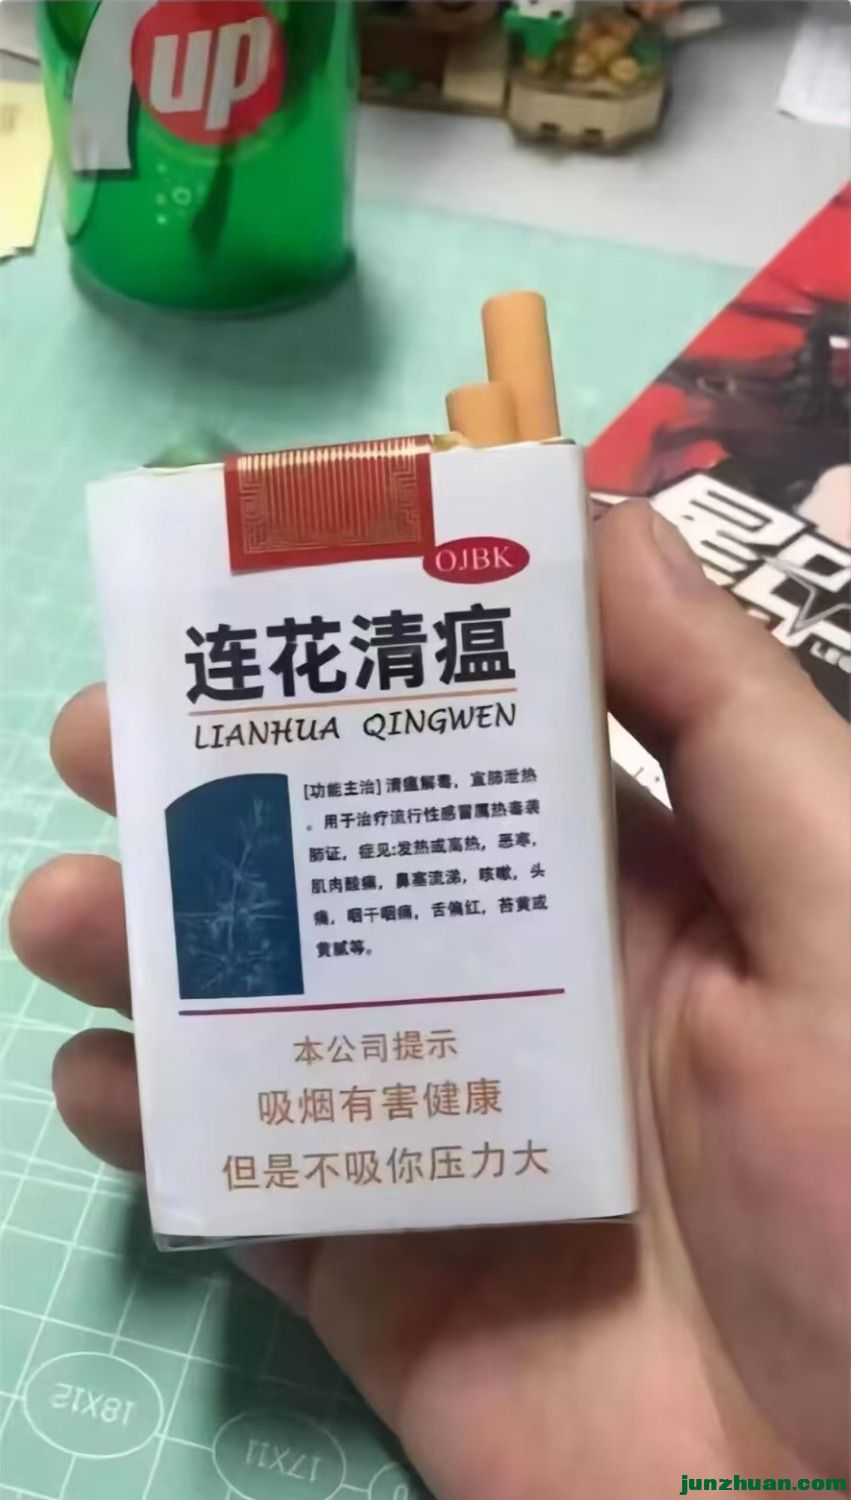 7up
OJBK
连花清瘟
LIANHUA QINGWEN
[功能主治] 清瘟解毒，宣肺泄热
。用于治疗流行性感冒属热毒袭
肺证，症见:发热或高热，恶寒，
肌肉酸痛，鼻塞流涕，咳嗽，头
痛，咽干咽痛，舌偏红，苔黄或
黄腻等。
本公司提示
吸烟有害健康
但是不吸你压力大
18X12
17X11
junzhuan.com